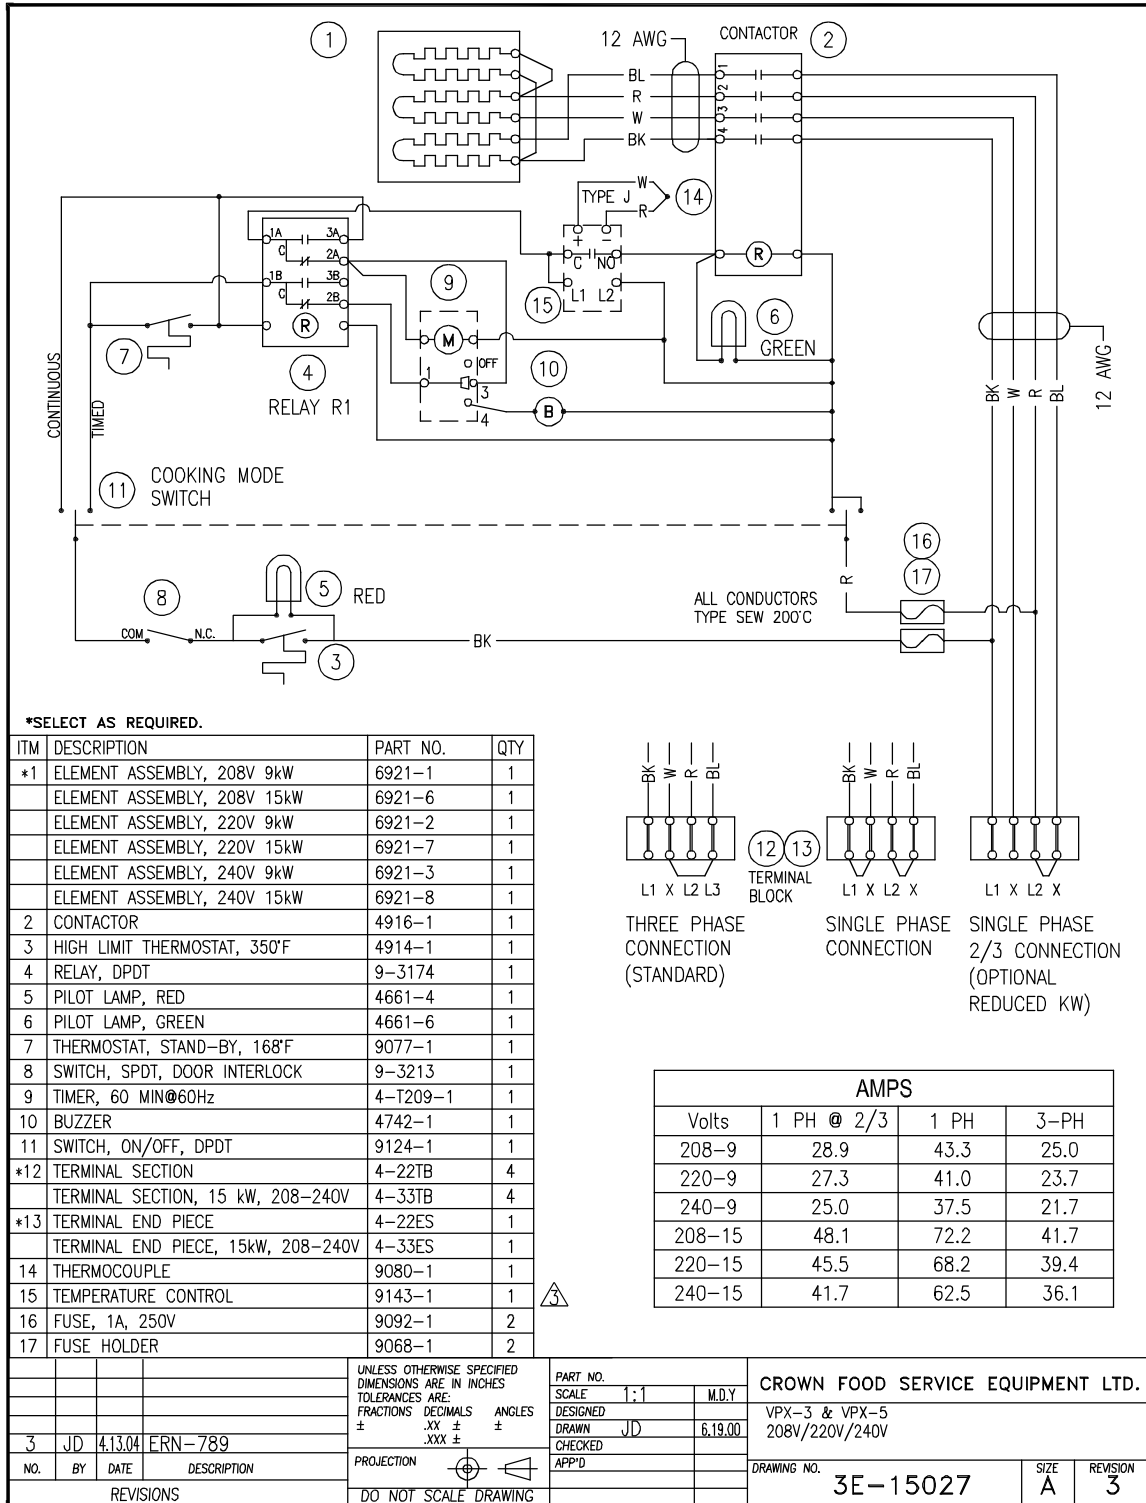 1
12 AWG
CONTACTOR
2
BL
R
W
BK
1
2
3
4
W
TYPE J
R
14
1A
3A
C
2A
1B
3B
C
2B
R
+
−
C
NO
L1
L2
15
R
9
M
OFF
1
3
4
10
B
6
GREEN
7
4
RELAY R1
CONTINUOUS
TIMED
BK
W
R
BL
12 AWG
11
COOKING MODE
SWITCH
16
17
R
8
5
RED
COM
N.C.
3
BK
ALL CONDUCTORS
TYPE SEW 200°C
*SELECT AS REQUIRED.
ITM DESCRIPTION PART NO. QTY
*1 ELEMENT ASSEMBLY, 208V 9kW 6921−1 1
ELEMENT ASSEMBLY, 208V 15kW 6921−6 1
ELEMENT ASSEMBLY, 220V 9kW 6921−2 1
ELEMENT ASSEMBLY, 220V 15kW 6921−7 1
ELEMENT ASSEMBLY, 240V 9kW 6921−3 1
ELEMENT ASSEMBLY, 240V 15kW 6921−8 1
2 CONTACTOR 4916−1 1
3 HIGH LIMIT THERMOSTAT, 350°F 4914−1 1
4 RELAY, DPDT 9−3174 1
5 PILOT LAMP, RED 4661−4 1
6 PILOT LAMP, GREEN 4661−6 1
7 THERMOSTAT, STAND−BY, 168°F 9077−1 1
8 SWITCH, SPDT, DOOR INTERLOCK 9−3213 1
9 TIMER, 60 MIN@60Hz 4−T209−1 1
10 BUZZER 4742−1 1
11 SWITCH, ON/OFF, DPDT 9124−1 1
*12 TERMINAL SECTION 4−22TB 4
TERMINAL SECTION, 15 kW, 208−240V 4−33TB 4
*13 TERMINAL END PIECE 4−22ES 1
TERMINAL END PIECE, 15kW, 208−240V 4−33ES 1
14 THERMOCOUPLE 9080−1 1
15 TEMPERATURE CONTROL 9143−1 1
16 FUSE, 1A, 250V 9092−1 2
17 FUSE HOLDER 9068−1 2
3
BK W R BL
L1 X L2 L3
THREE PHASE
CONNECTION
(STANDARD)
12 13
TERMINAL
BLOCK
BK W R BL
L1 X L2 X
SINGLE PHASE
CONNECTION
L1 X L2 X
SINGLE PHASE
2/3 CONNECTION
(OPTIONAL
REDUCED KW)
AMPS
Volts 1 PH @ 2/3 1 PH 3−PH
208−9 28.9 43.3 25.0
220−9 27.3 41.0 23.7
240−9 25.0 37.5 21.7
208−15 48.1 72.2 41.7
220−15 45.5 68.2 39.4
240−15 41.7 62.5 36.1
3 JD 4.13.04 ERN−789
NO. BY DATE DESCRIPTION
REVISIONS
UNLESS OTHERWISE SPECIFIED
DIMENSIONS ARE IN INCHES
TOLERANCES ARE:
FRACTIONS DECIMALS ANGLES
± .XX ± ±
.XXX ±
PROJECTION
DO NOT SCALE DRAWING
PART NO.
SCALE 1:1 M.D.Y
DESIGNED
DRAWN JD 6.19.00
CHECKED
APP'D
CROWN FOOD SERVICE EQUIPMENT LTD.
VPX−3 & VPX−5
208V/220V/240V
DRAWING NO. 3E−15027
SIZE A
REVISION 3